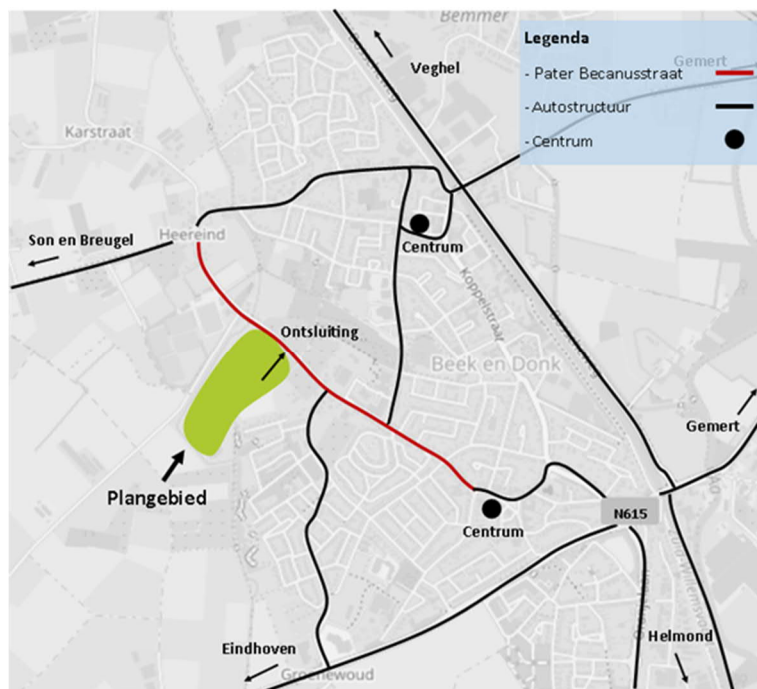 Bemmer
Veghel
Legenda
Gemert
- Pater Becanusstraat
- Autostructuur
- Centrum
Karstraat
Heereind
Son en Breugel
Centrum
Koppelstraat
Ontsluiting
Beek en Donk
Gemert
Plangebied
Centrum
N615
Eindhoven
Groenewoud
Helmond